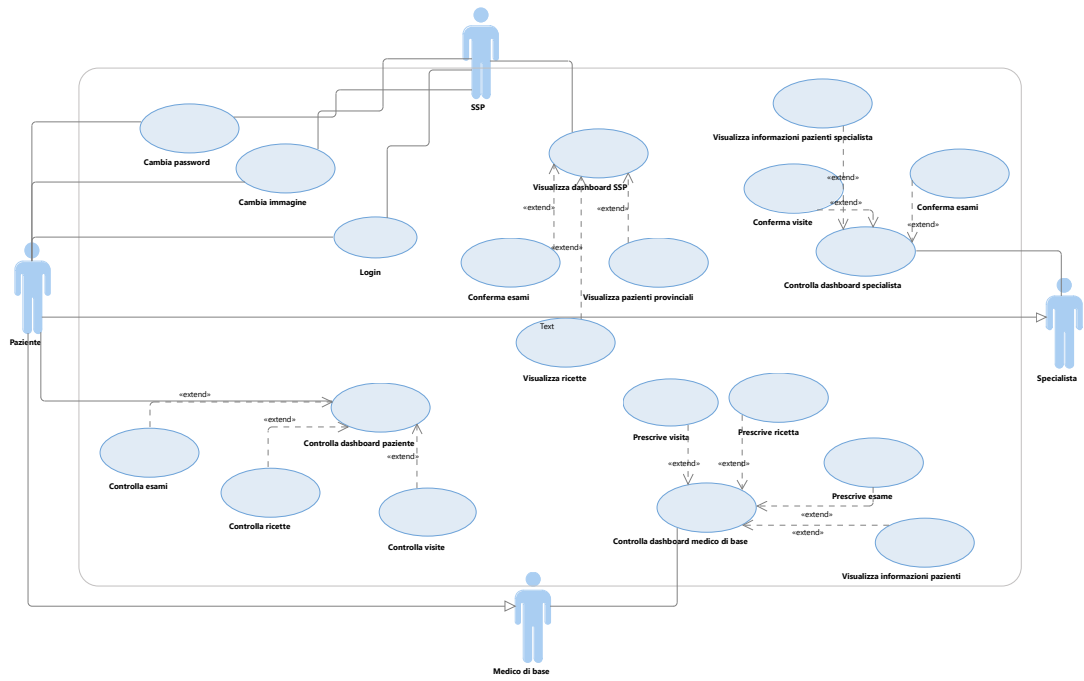 SSP
Visualizza informazioni pazienti specialista
Cambia password
«extend»
Visualizza dashboard SSP
Cambia immagine
«extend»
«extend»
«extend»
Conferma esami
Conferma visite
«extend»
«extend»
Login
Controlla dashboard specialista
Conferma esami
Visualizza pazienti provinciali
Text
Paziente
Visualizza ricette
Specialista
«extend»
«extend»
Controlla dashboard paziente
Prescrive visita
Prescrive ricetta
«extend»
«extend»
«extend»
Controlla esami
Prescrive esame
«extend»
Controlla ricette
«extend»
Controlla dashboard medico di base
Controlla visite
Visualizza informazioni pazienti
Medico di base